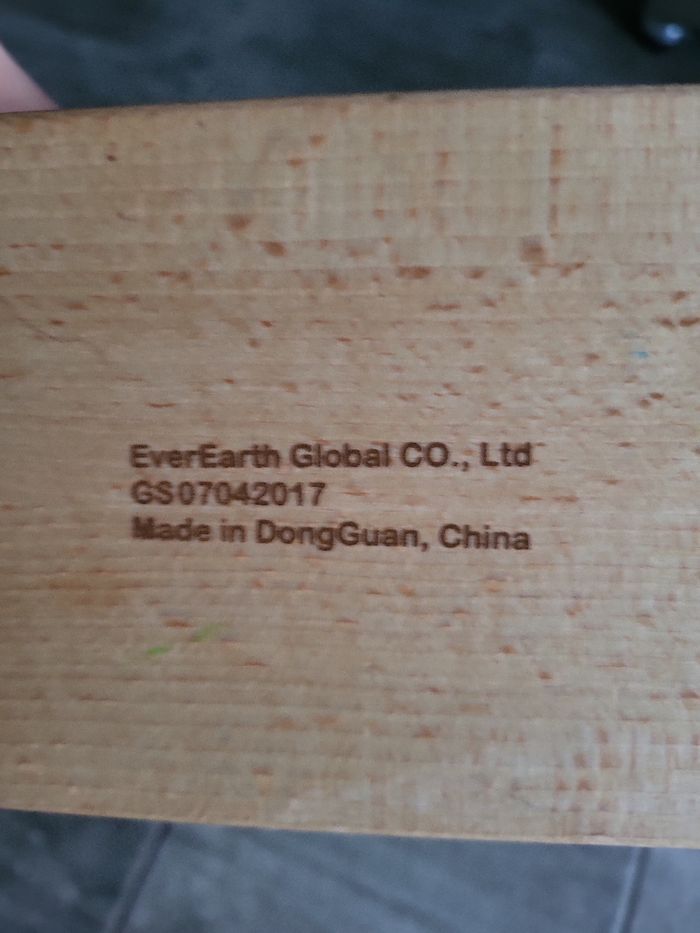 EverEarth Global CO., Ltd
GS07042017
Made in DongGuan, China